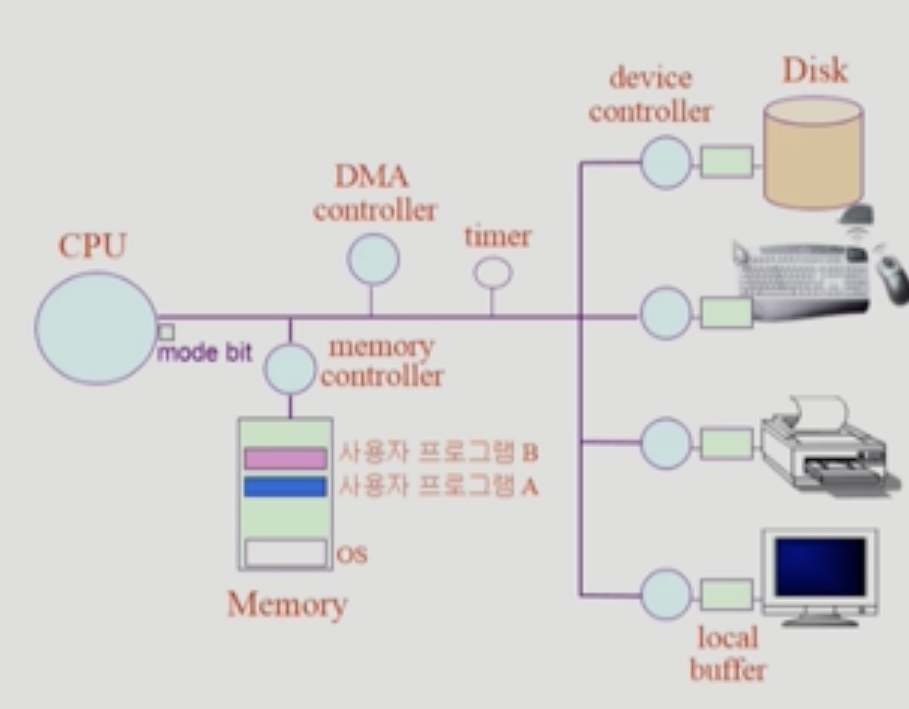 device
controller
Disk
DMA
controller
timer
CPU
mode bit
memory
controller
사용자 프로그램 B
사용자 프로그램 A
OS
Memory
local
buffer